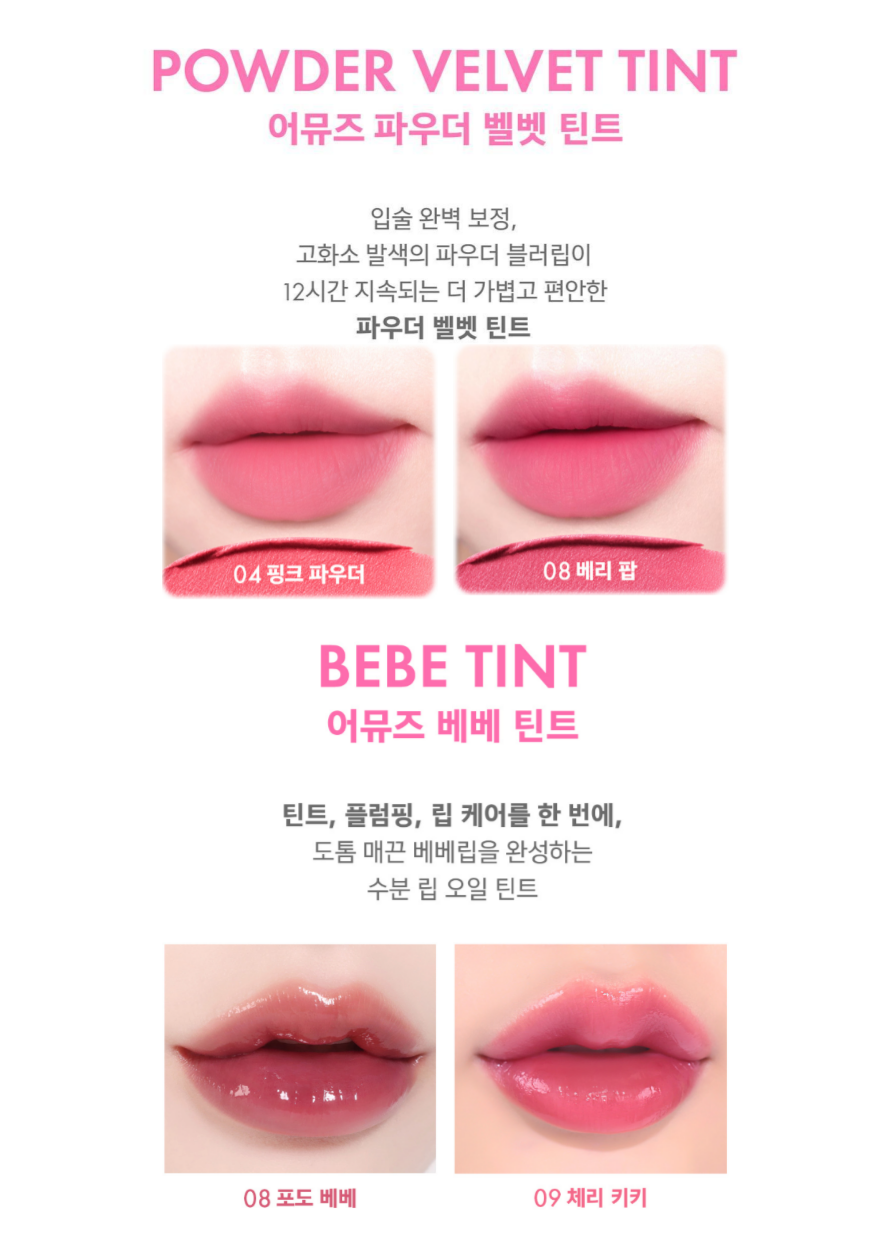 POWDER VELVET TINT
어뮤즈 파우더 벨벳 틴트
입술 완벽 보정,
고화소 발색의 파우더 블러립이
12시간 지속되는 더 가볍고 편안한
파우더 벨벳 틴트
04 핑크 파우더
08 베리 팝
BEBE TINT
어뮤즈 베베 틴트
틴트, 플럼핑, 립 케어를 한 번에,
도톰 매끈 베베립을 완성하는
수분 립 오일 틴트
08 포도 베베
09 체리 키키